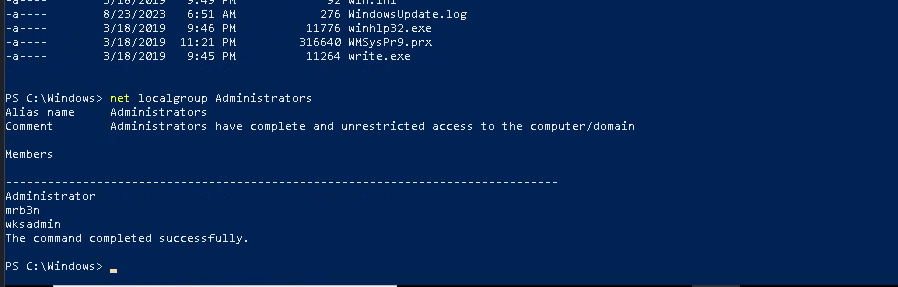 -a---- 3/18/2019 9:49 PM 92 win.ini
-a---- 8/23/2023 6:51 AM 276 WindowsUpdate.log
-a---- 3/18/2019 9:46 PM 11776 winhlp32.exe
-a---- 3/18/2019 11:21 PM 316640 WMSysPr9.prx
-a---- 3/18/2019 9:45 PM 11264 write.exe
PS C:\Windows> net localgroup Administrators
Alias name Administrators
Comment Administrators have complete and unrestricted access to the computer/domain
Members
-------------------------------------------------------------------------------
Administrator
mrb3n
wksadmin
The command completed successfully.
PS C:\Windows>